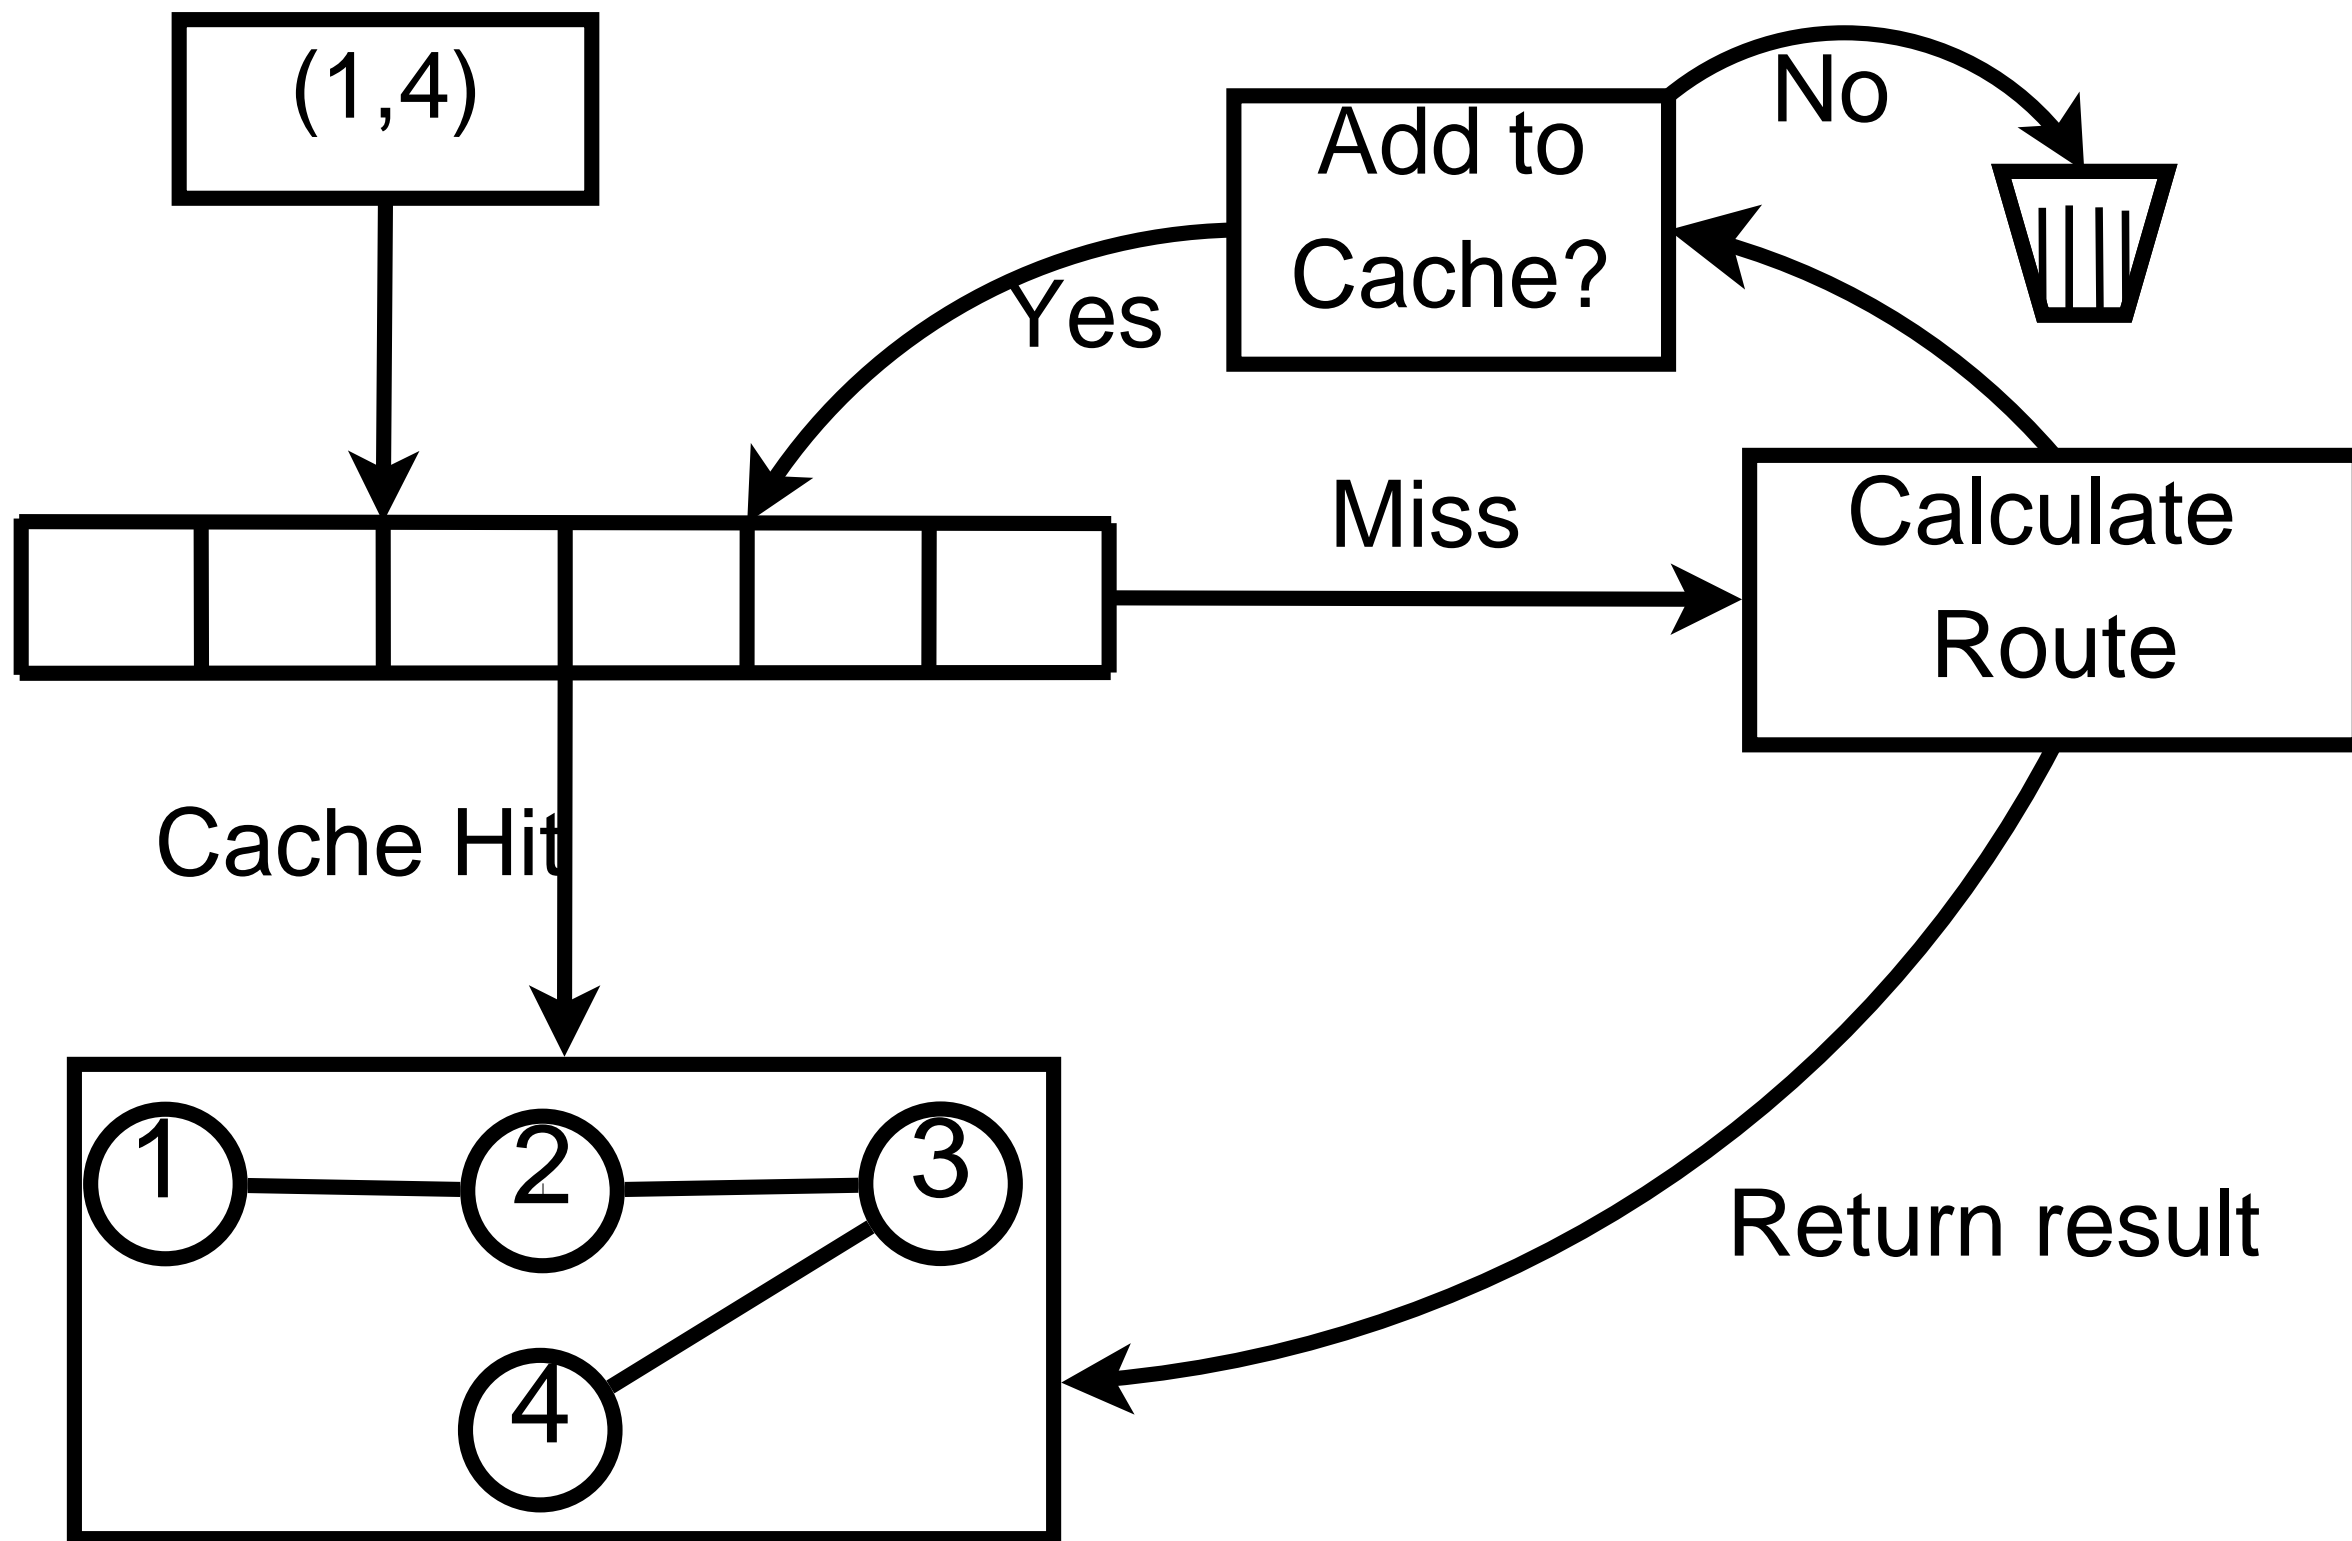 (1,4)
No
Add to
Cache?
Yes
Miss
Calculate
Route
Cache Hit
1
2
3
4
Return result